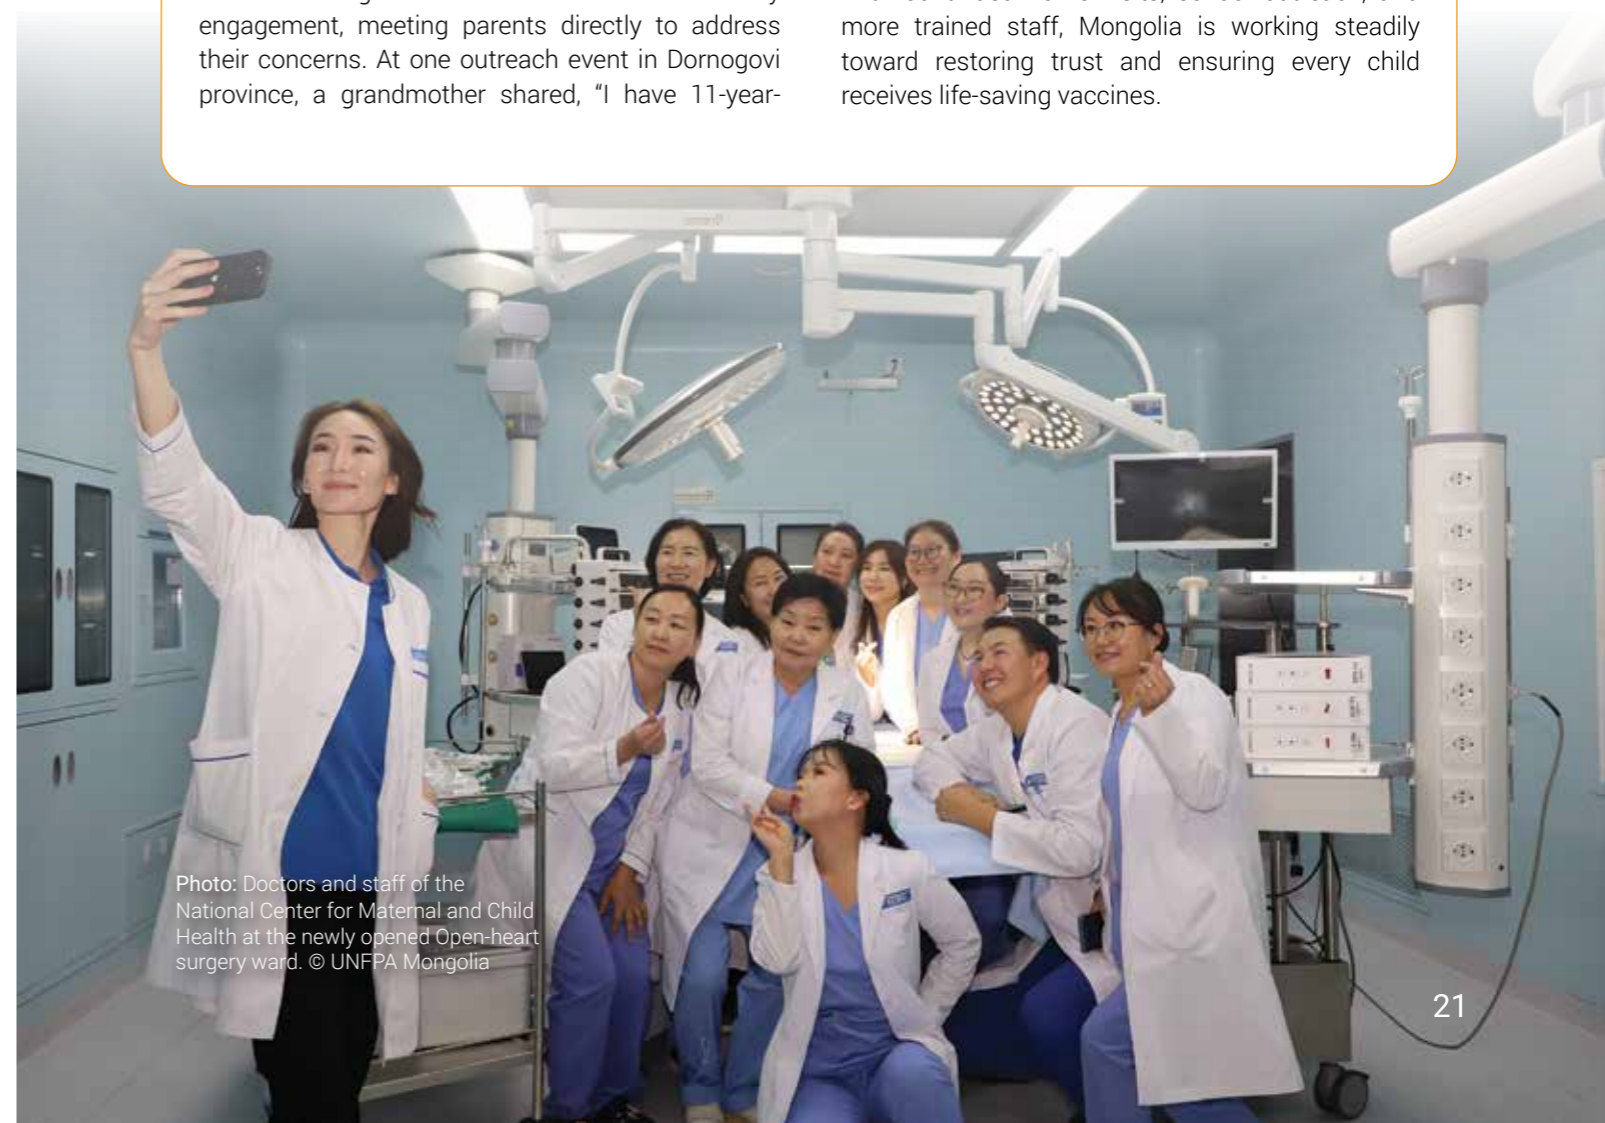 engagement, meeting parents directly to address
their concerns. At one outreach event in Dornogovi
province, a grandmother shared, “I have 11-year-
more trained staff, Mongolia is working steadily
toward restoring trust and ensuring every child
receives life-saving vaccines.
Photo: Doctors and staff of the
National Center for Maternal and Child
Health at the newly opened Open-heart
surgery ward. © UNFPA Mongolia
21